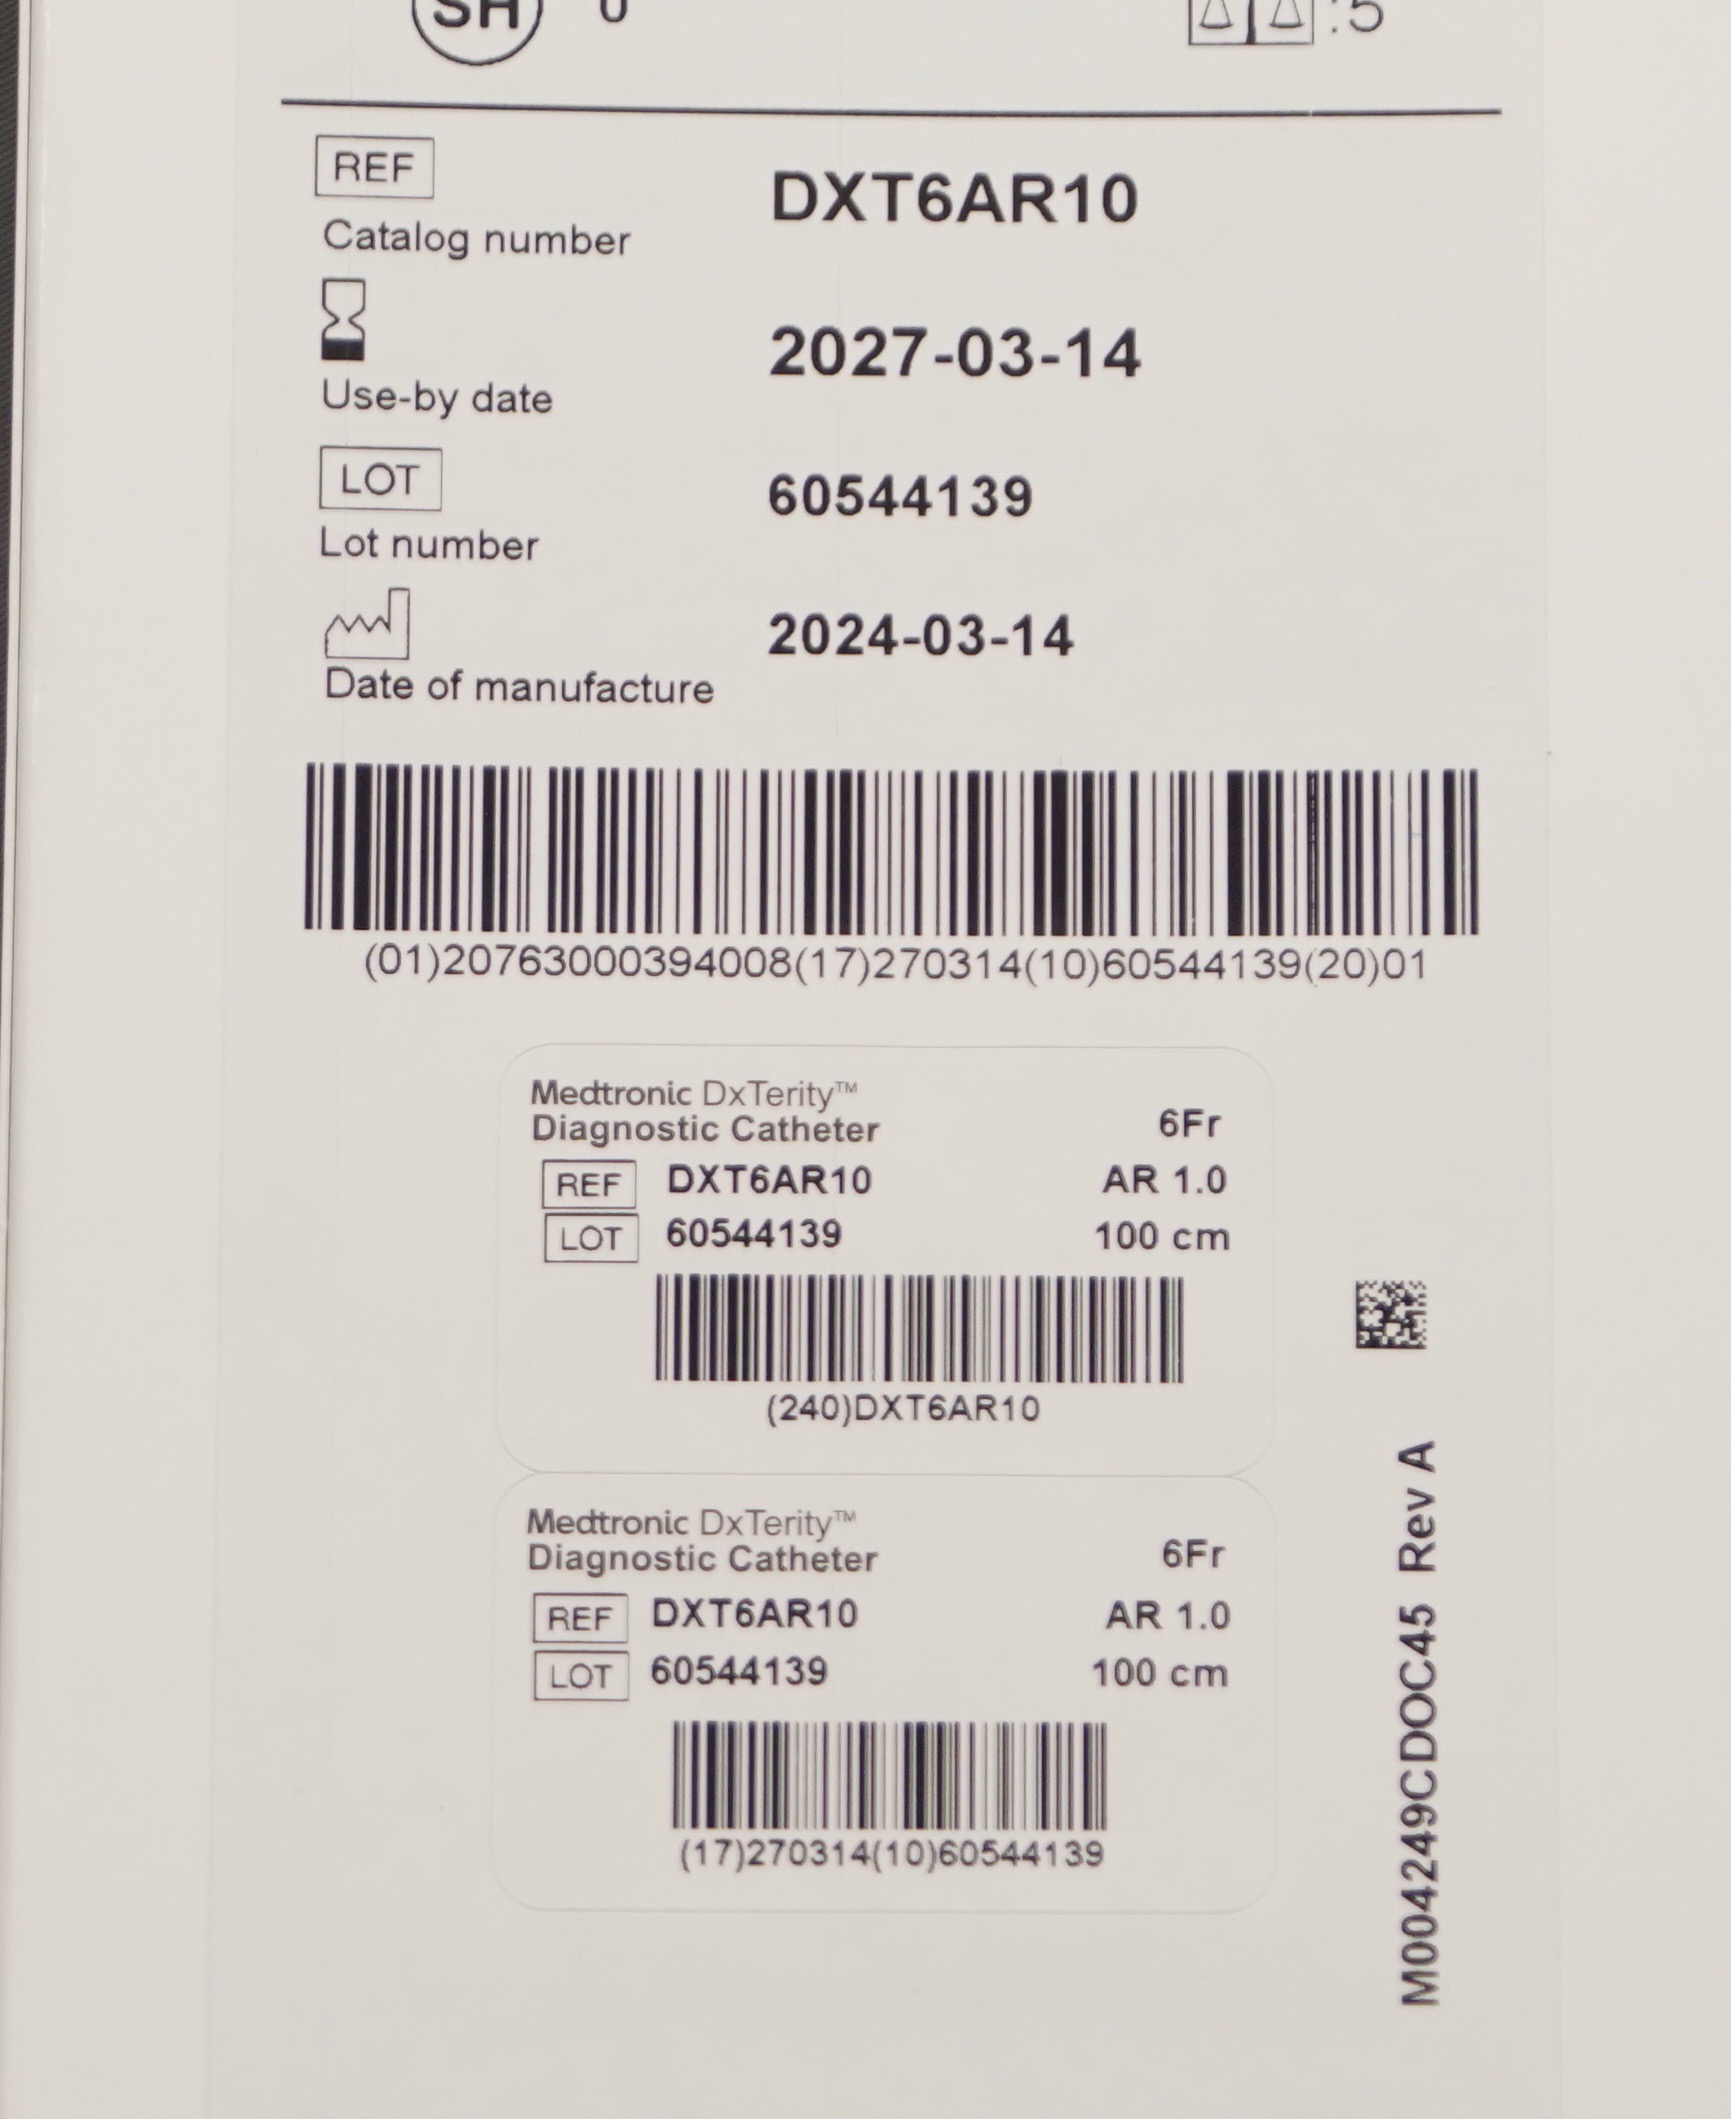 SH 0 :5
REF DXT6AR10
Catalog number
2027-03-14
Use-by date
LOT 60544139
Lot number
2024-03-14
Date of manufacture
(01)20763000394008(17)270314(10)60544139(20)01
Medtronic DxTerity™
Diagnostic Catheter 6Fr
REF DXT6AR10 AR 1.0
LOT 60544139 100 cm
(240)DXT6AR10
Medtronic DxTerity™
Diagnostic Catheter 6Fr
REF DXT6AR10 AR 1.0
LOT 60544139 100 cm
(17)270314(10)60544139
M004249CDOC45 Rev A